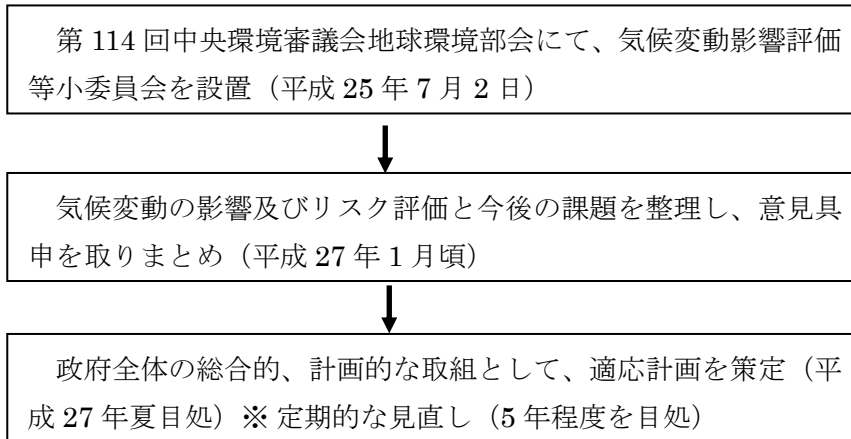 第 114 回中央環境審議会地球環境部会にて、気候変動影響評価
等小委員会を設置（平成 25 年 7 月 2 日）
気候変動の影響及びリスク評価と今後の課題を整理し、意見具
申を取りまとめ（平成 27 年 1 月頃）
政府全体の総合的、計画的な取組として、適応計画を策定（平
成 27 年夏目処）※ 定期的な見直し（5 年程度を目処）